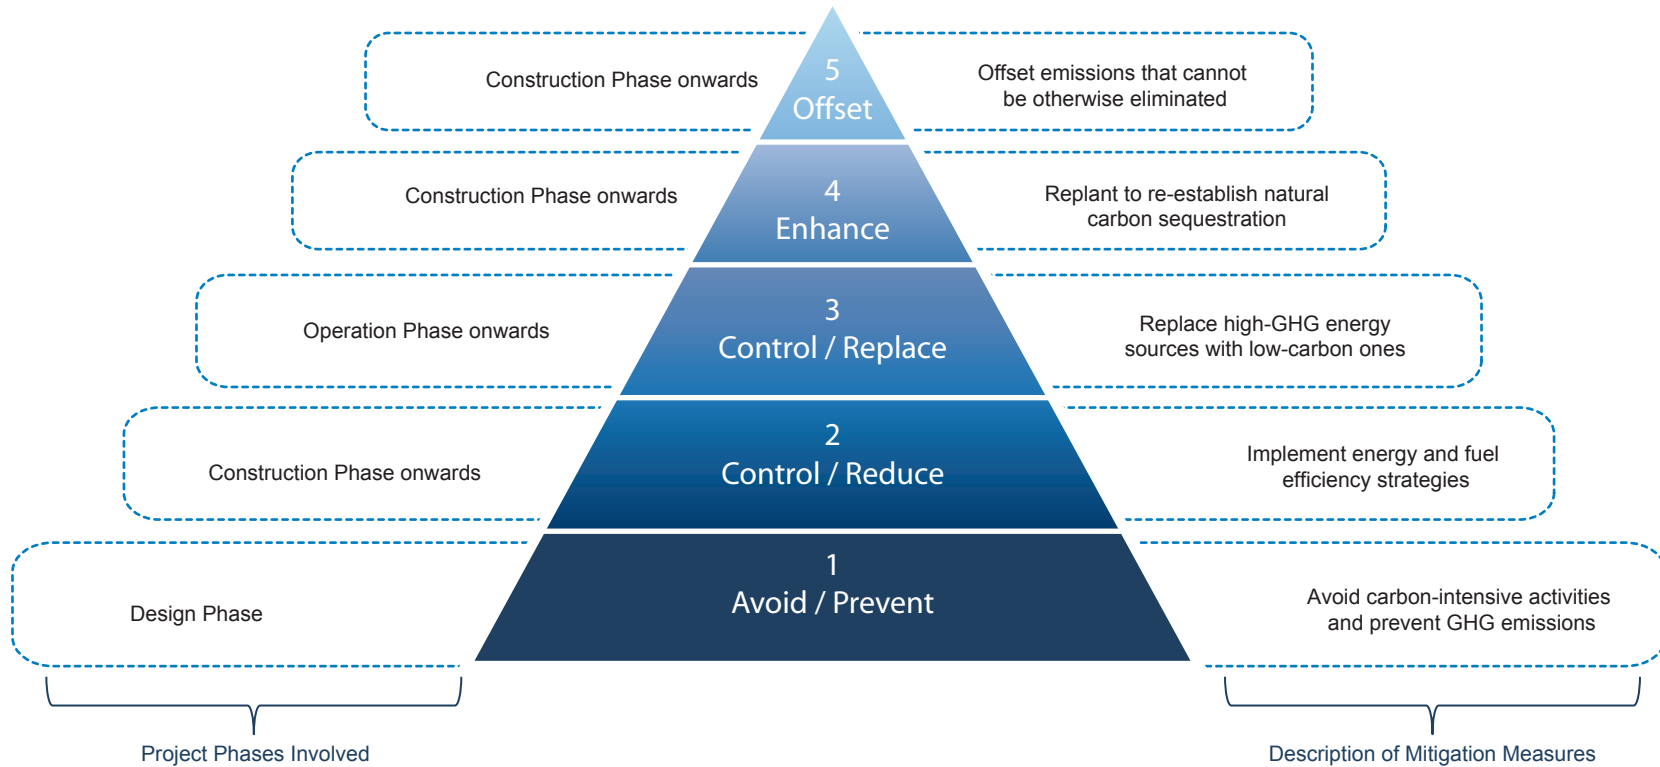 Construction Phase onwards
5
Offset
Offset emissions that cannot
be otherwise eliminated
Construction Phase onwards
4
Enhance
Replant to re-establish natural
carbon sequestration
Operation Phase onwards
3
Control / Replace
Replace high-GHG energy
sources with low-carbon ones
Construction Phase onwards
2
Control / Reduce
Implement energy and fuel
efficiency strategies
Design Phase
1
Avoid / Prevent
Avoid carbon-intensive activities
and prevent GHG emissions
Project Phases Involved
Description of Mitigation Measures